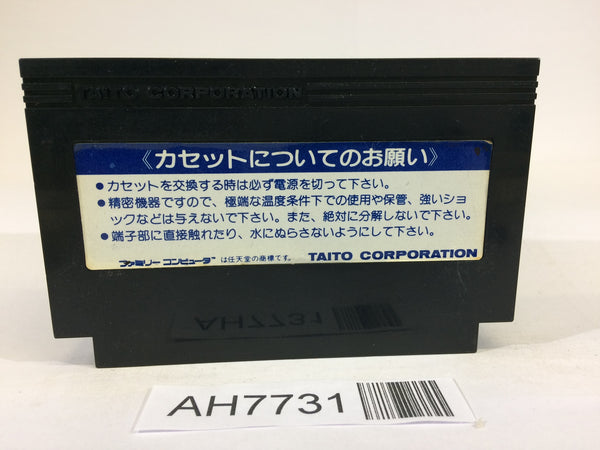 TAITO CORPORATION
《カセットについてのお願い》
●カセットを交換する時は必ず電源を切って下さい。
●精密機器ですので、極端な温度条件下での使用や保管、強いショ
ックなどは与えないで下さい。また、絶対に分解しないで下さい。
●端子部に直接触れたり、水にぬらさないようにして下さい。
ファミリーコンピュータは任天堂の商標です。 TAITO CORPORATION
AH7731
AH7731